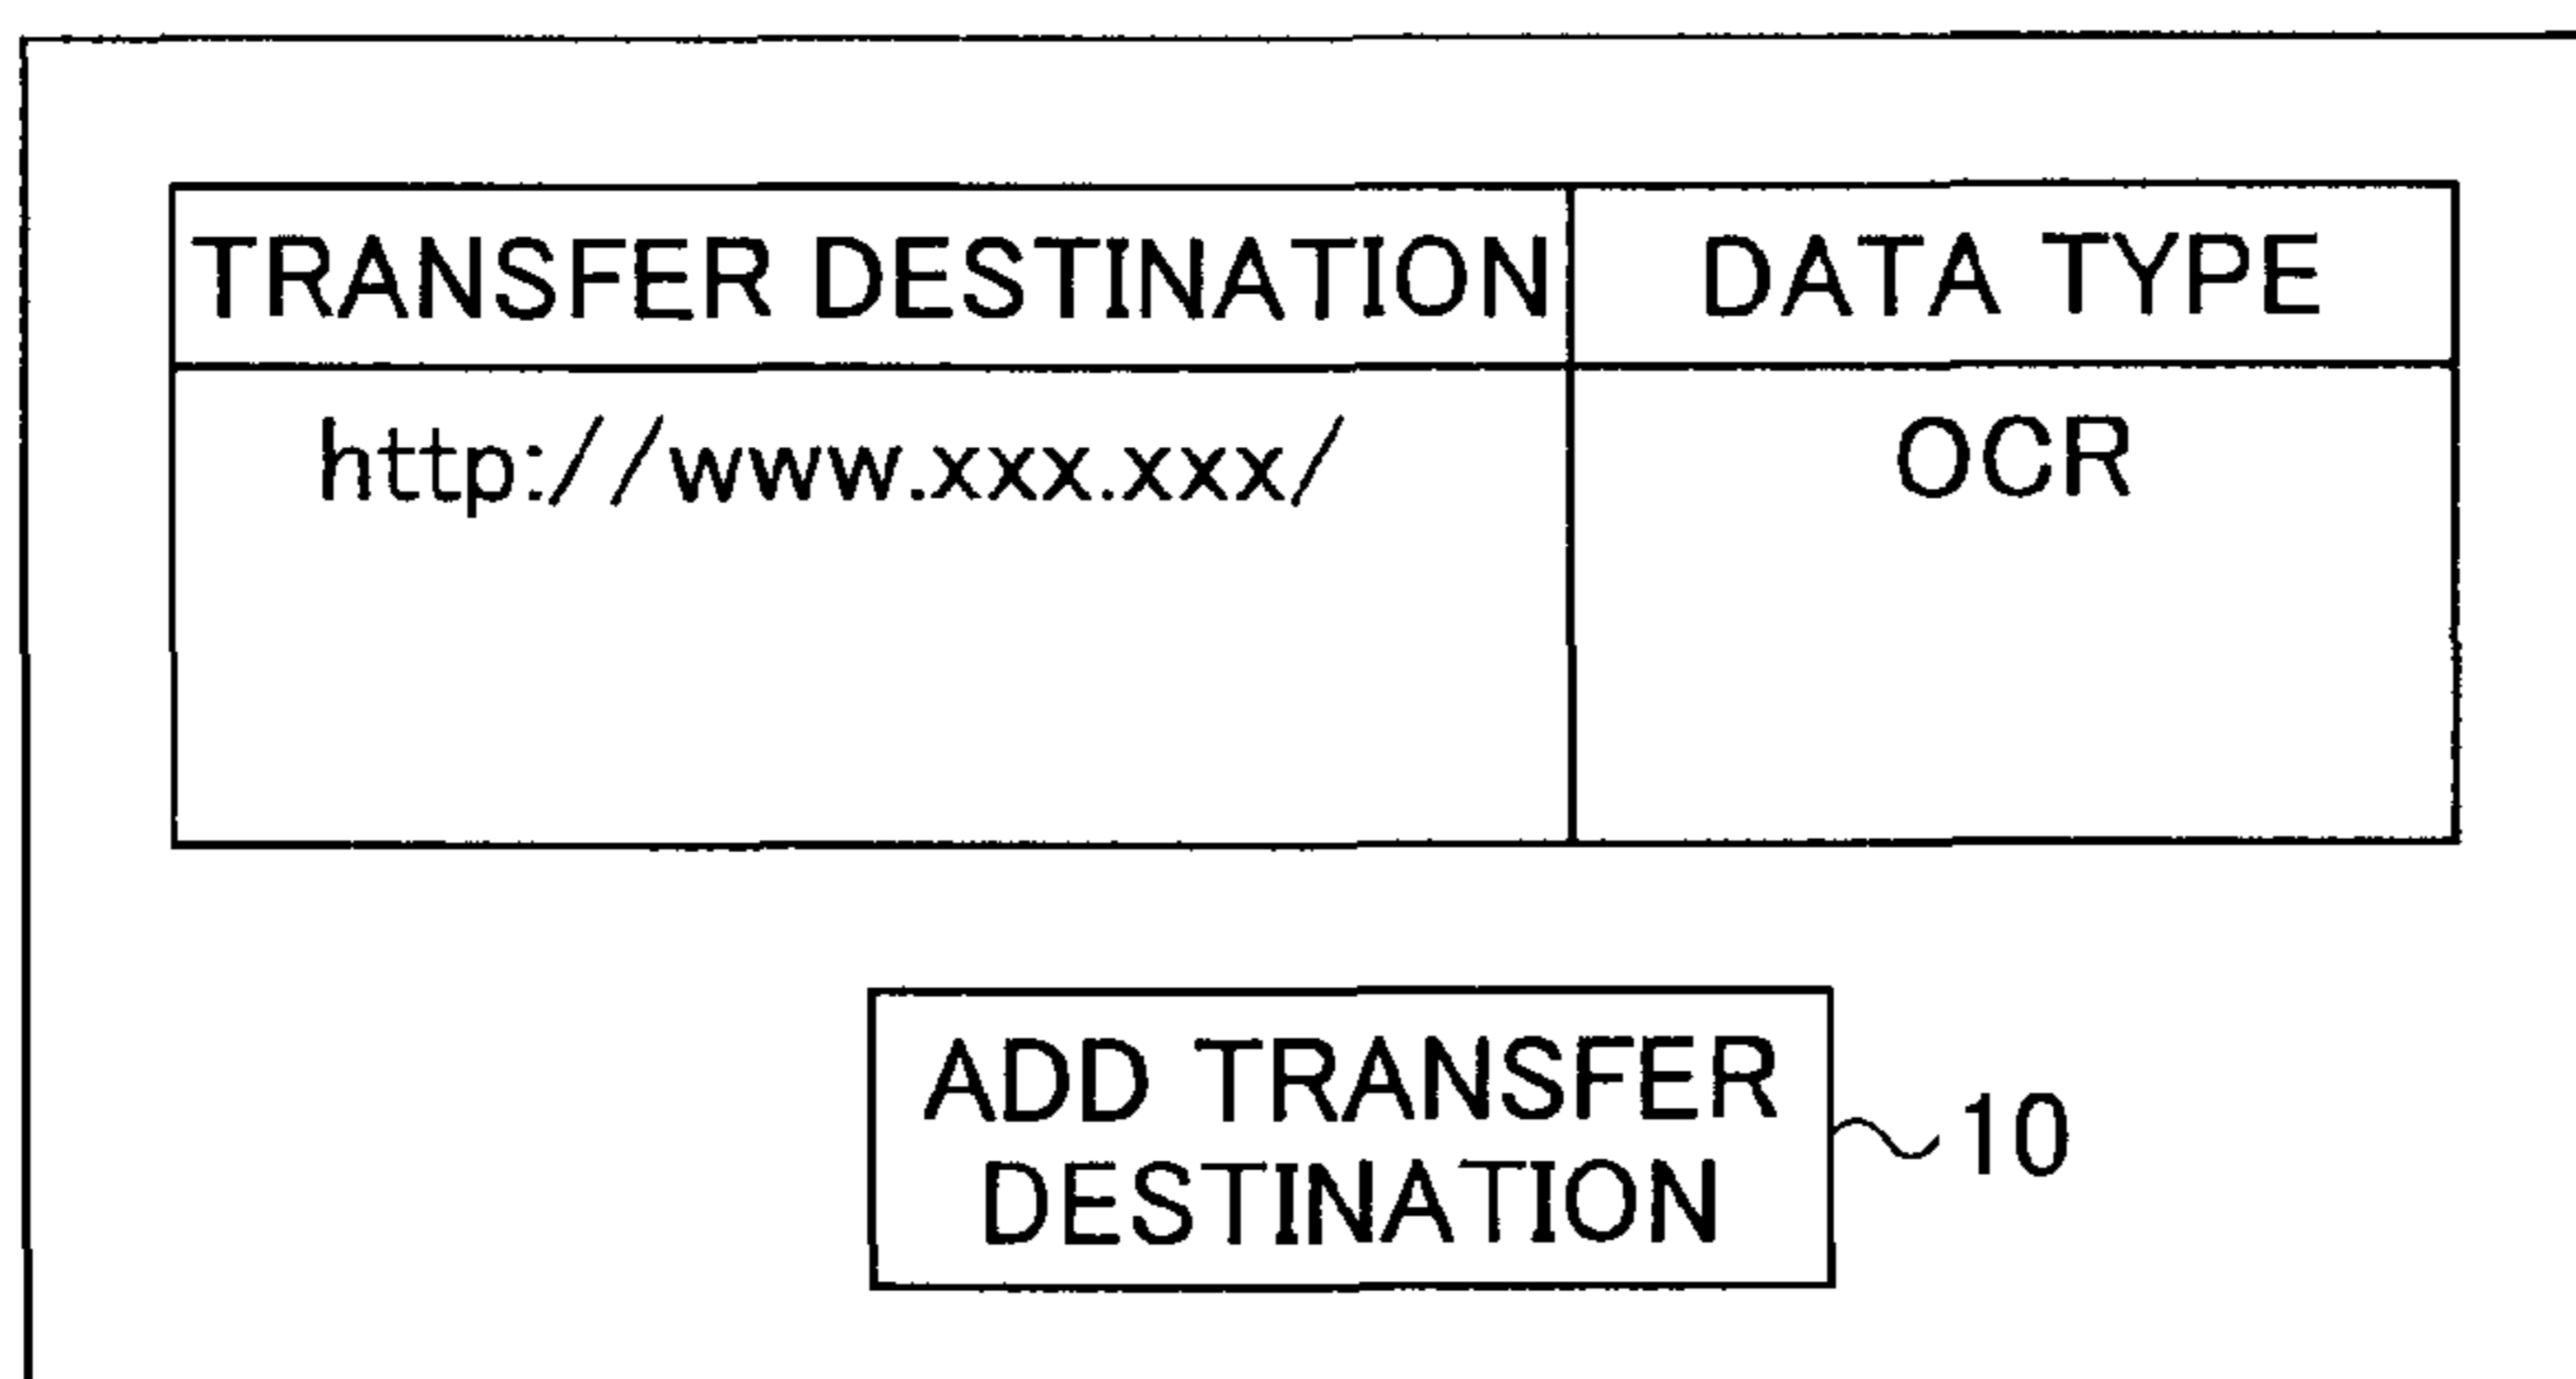 TRANSFER DESTINATION DATA TYPE
http://www.xxx.xxx/ OCR
ADD TRANSFER
DESTINATION
10